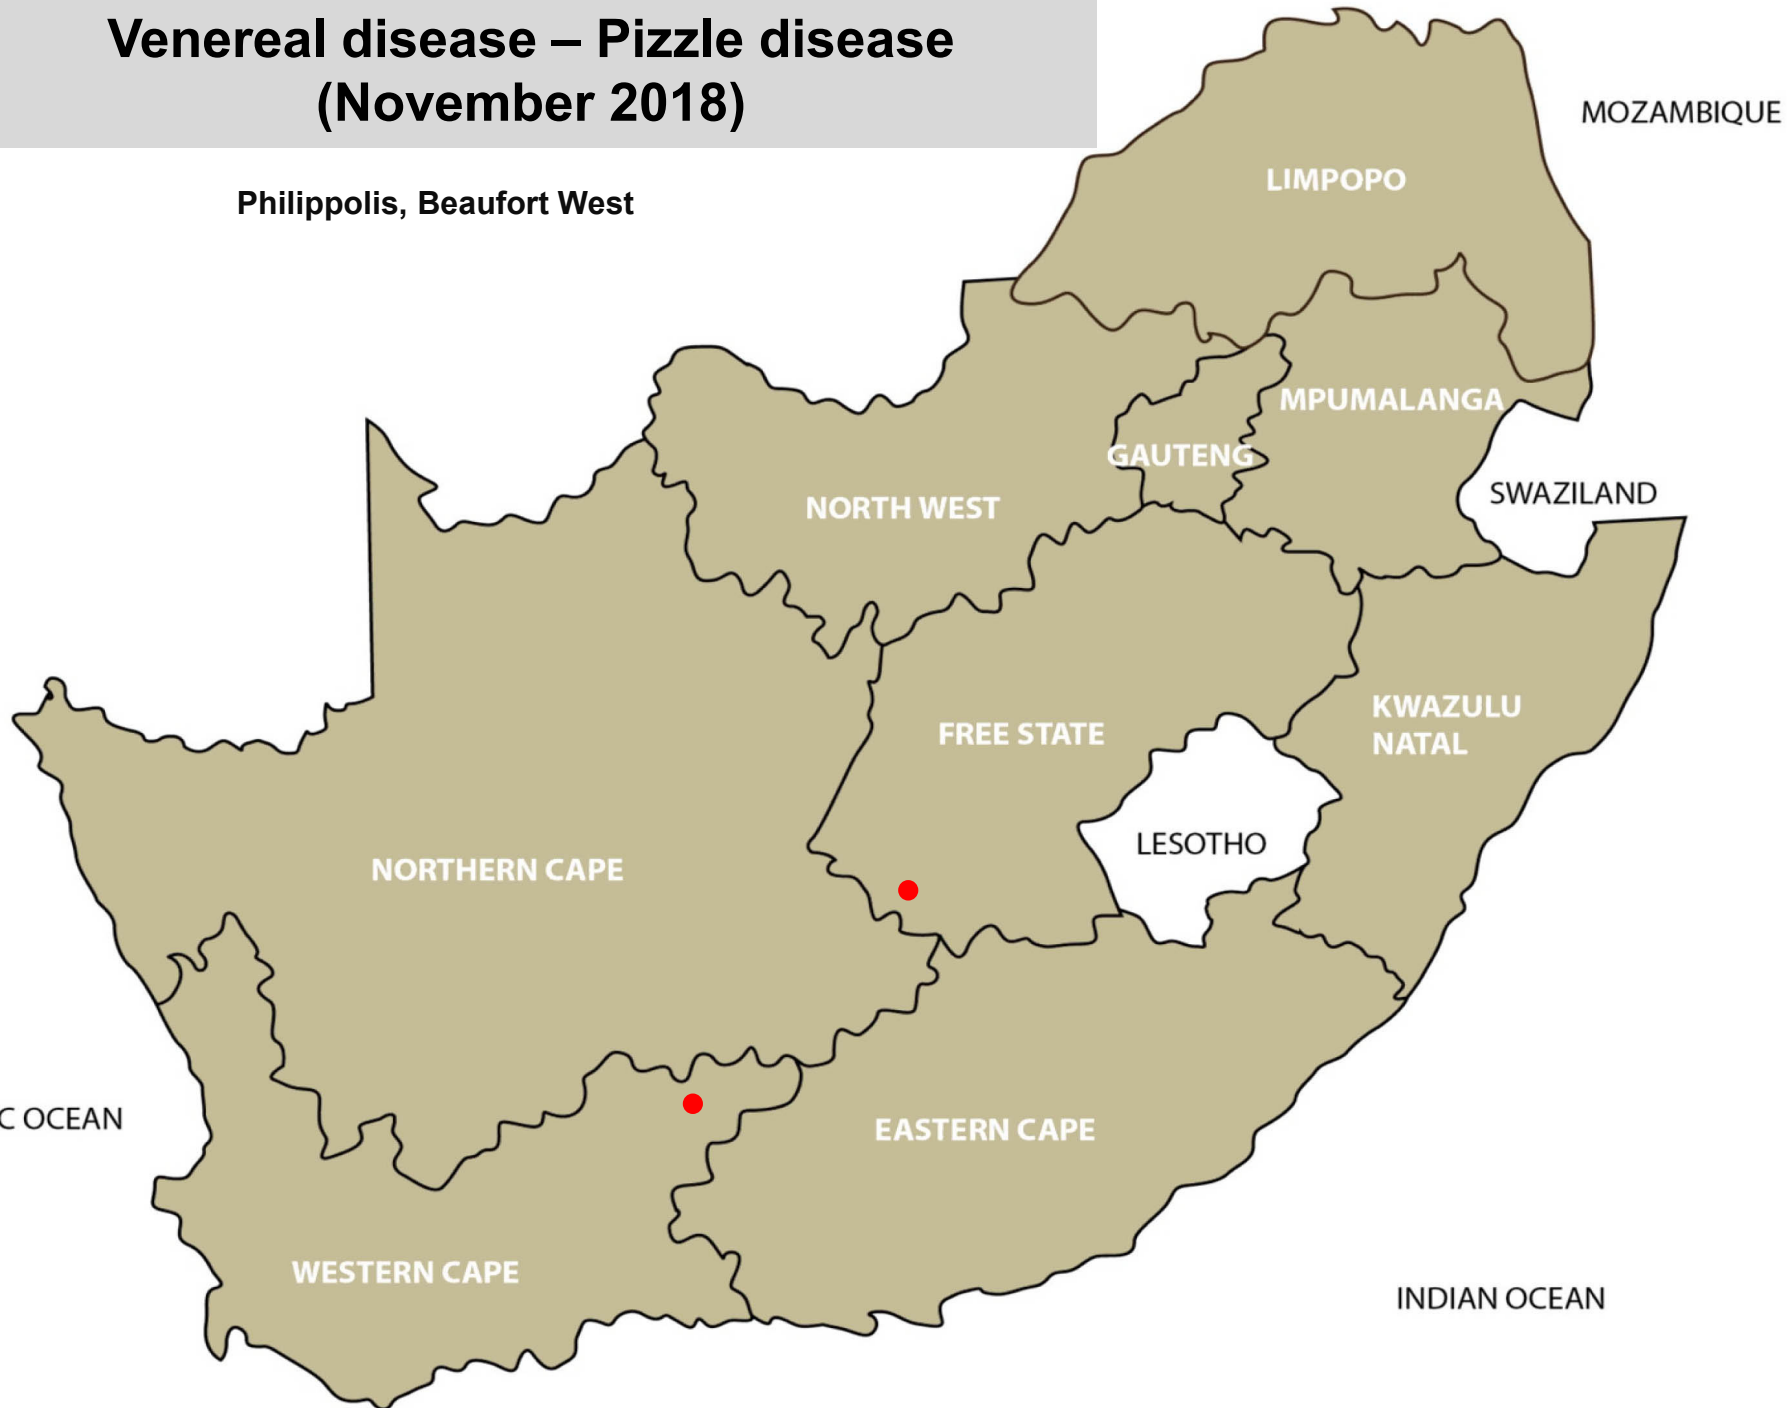 Venereal disease – Pizzle disease
(November 2018)
Philippolis, Beaufort West
MOZAMBIQUE
LIMPOPO
MPUMALANGA
GAUTENG
SWAZILAND
NORTH WEST
KWAZULU
NATAL
FREE STATE
LESOTHO
NORTHERN CAPE
C OCEAN
EASTERN CAPE
WESTERN CAPE
INDIAN OCEAN